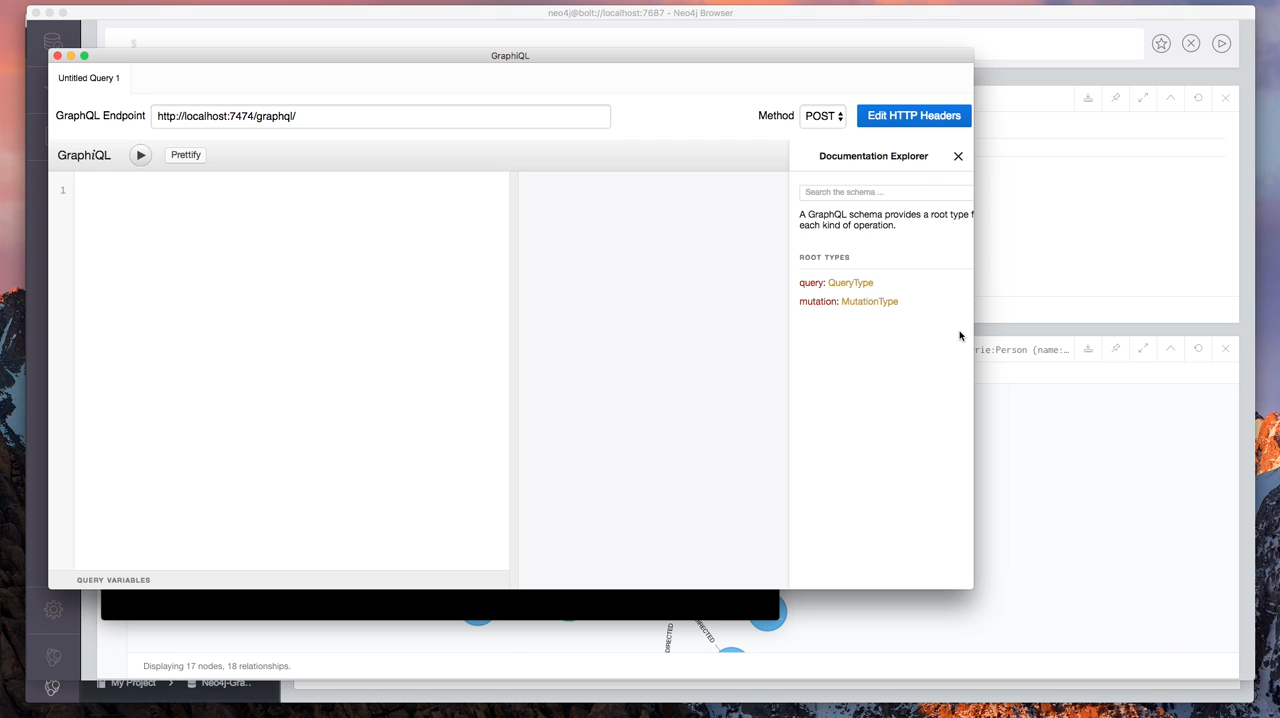 neo4j@bolt://localhost:7687 - Neo4j Browser
$
GraphiQL
Untitled Query 1
GraphQL Endpoint http://localhost:7474/graphql/ Method POST Edit HTTP Headers
GraphiQL Prettify Documentation Explorer
1
Search the schema ...
A GraphQL schema provides a root type f
each kind of operation.
ROOT TYPES
query: QueryType
mutation: MutationType
rie:Person {name:...
QUERY VARIABLES
DIRECTED
RECTED
Displaying 17 nodes, 18 relationships.
My Project > Neo4j-Gra...